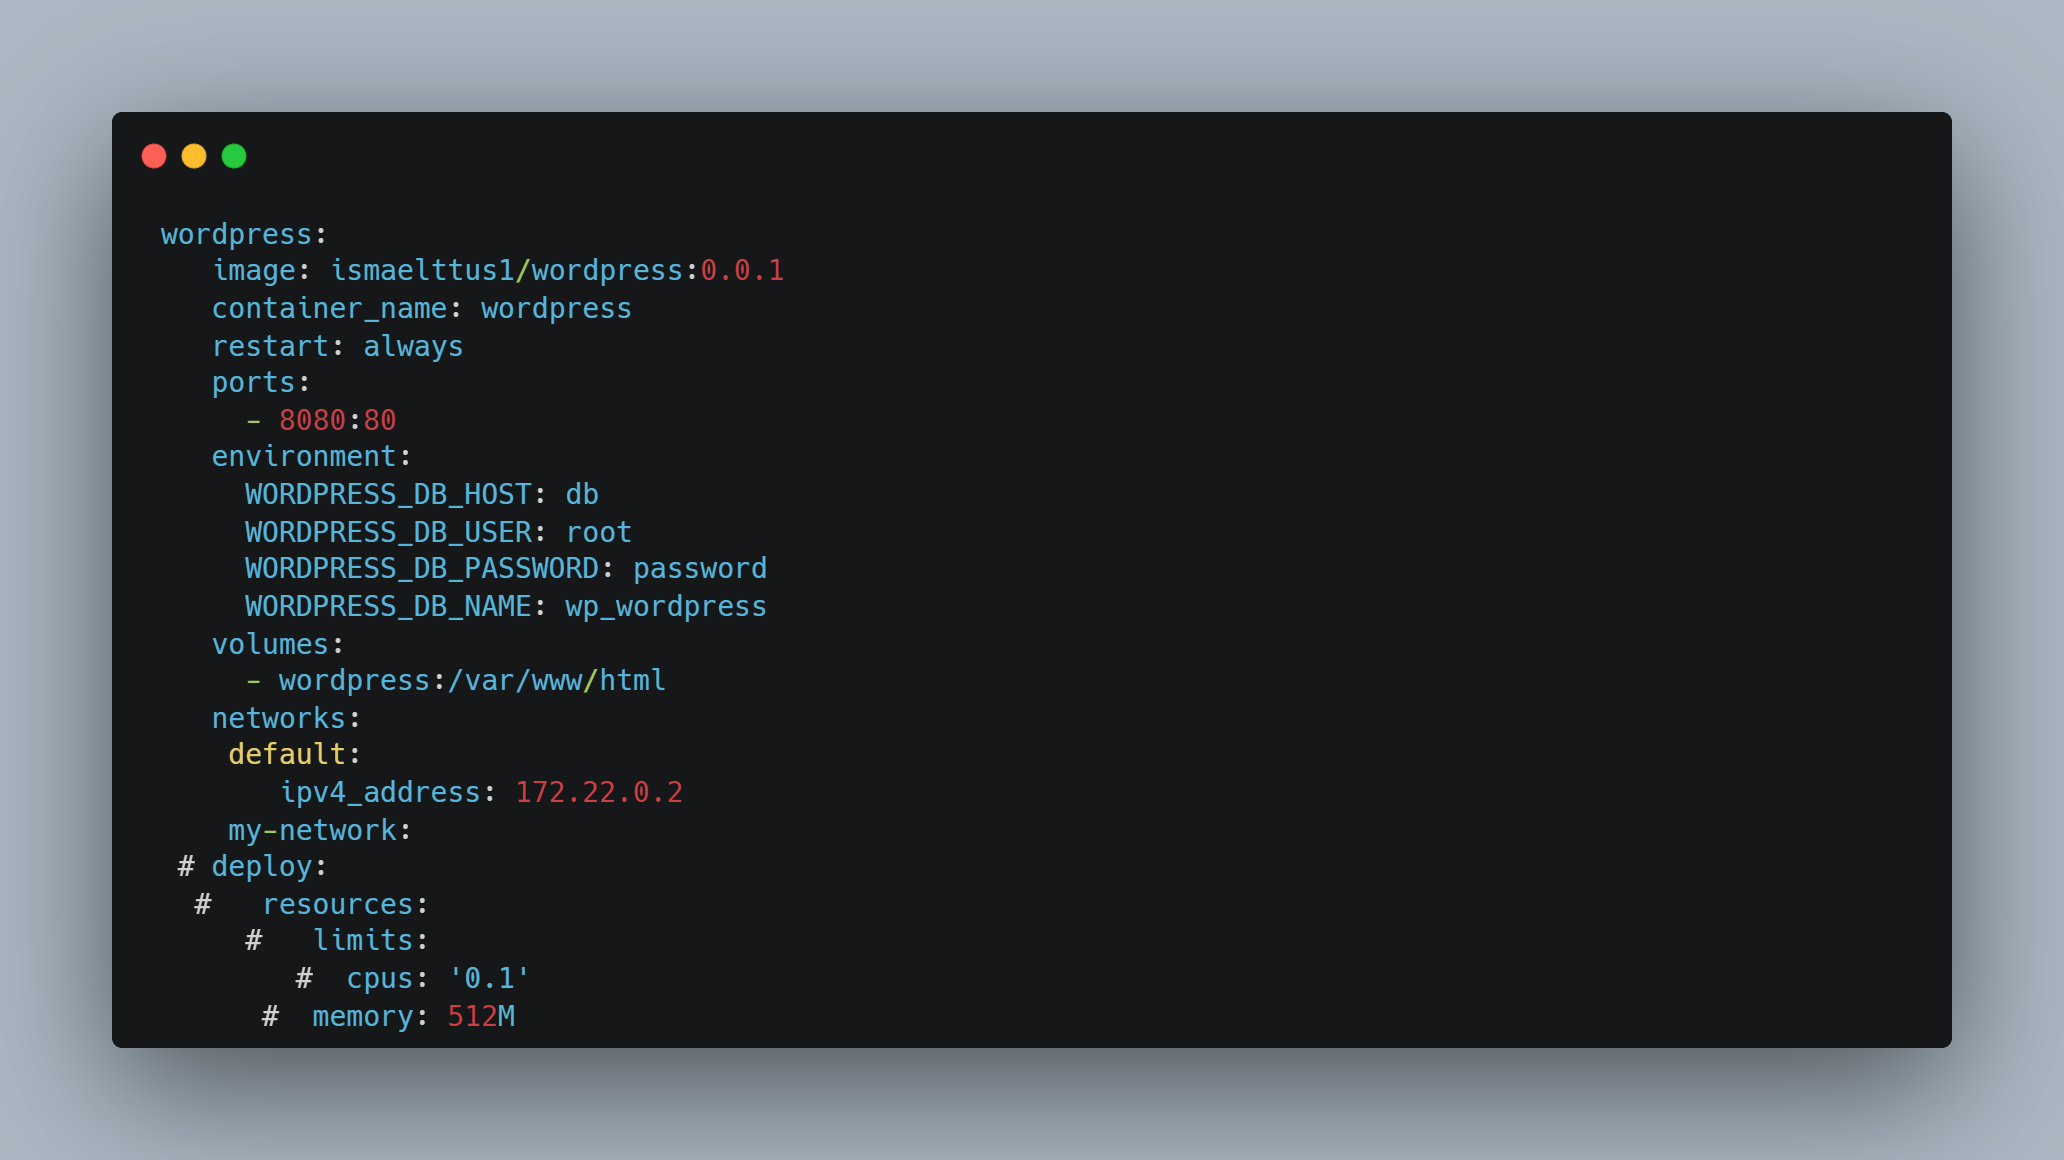 wordpress:
   image: ismaelttus1/wordpress:0.0.1
   container_name: wordpress
   restart: always
   ports:
     - 8080:80
   environment:
     WORDPRESS_DB_HOST: db
     WORDPRESS_DB_USER: root
     WORDPRESS_DB_PASSWORD: password
     WORDPRESS_DB_NAME: wp_wordpress
   volumes:
     - wordpress:/var/www/html
   networks:
    default:
       ipv4_address: 172.22.0.2
    my-network:
 # deploy:
  #   resources:
     #   limits:
        #  cpus: '0.1'
      #  memory: 512M